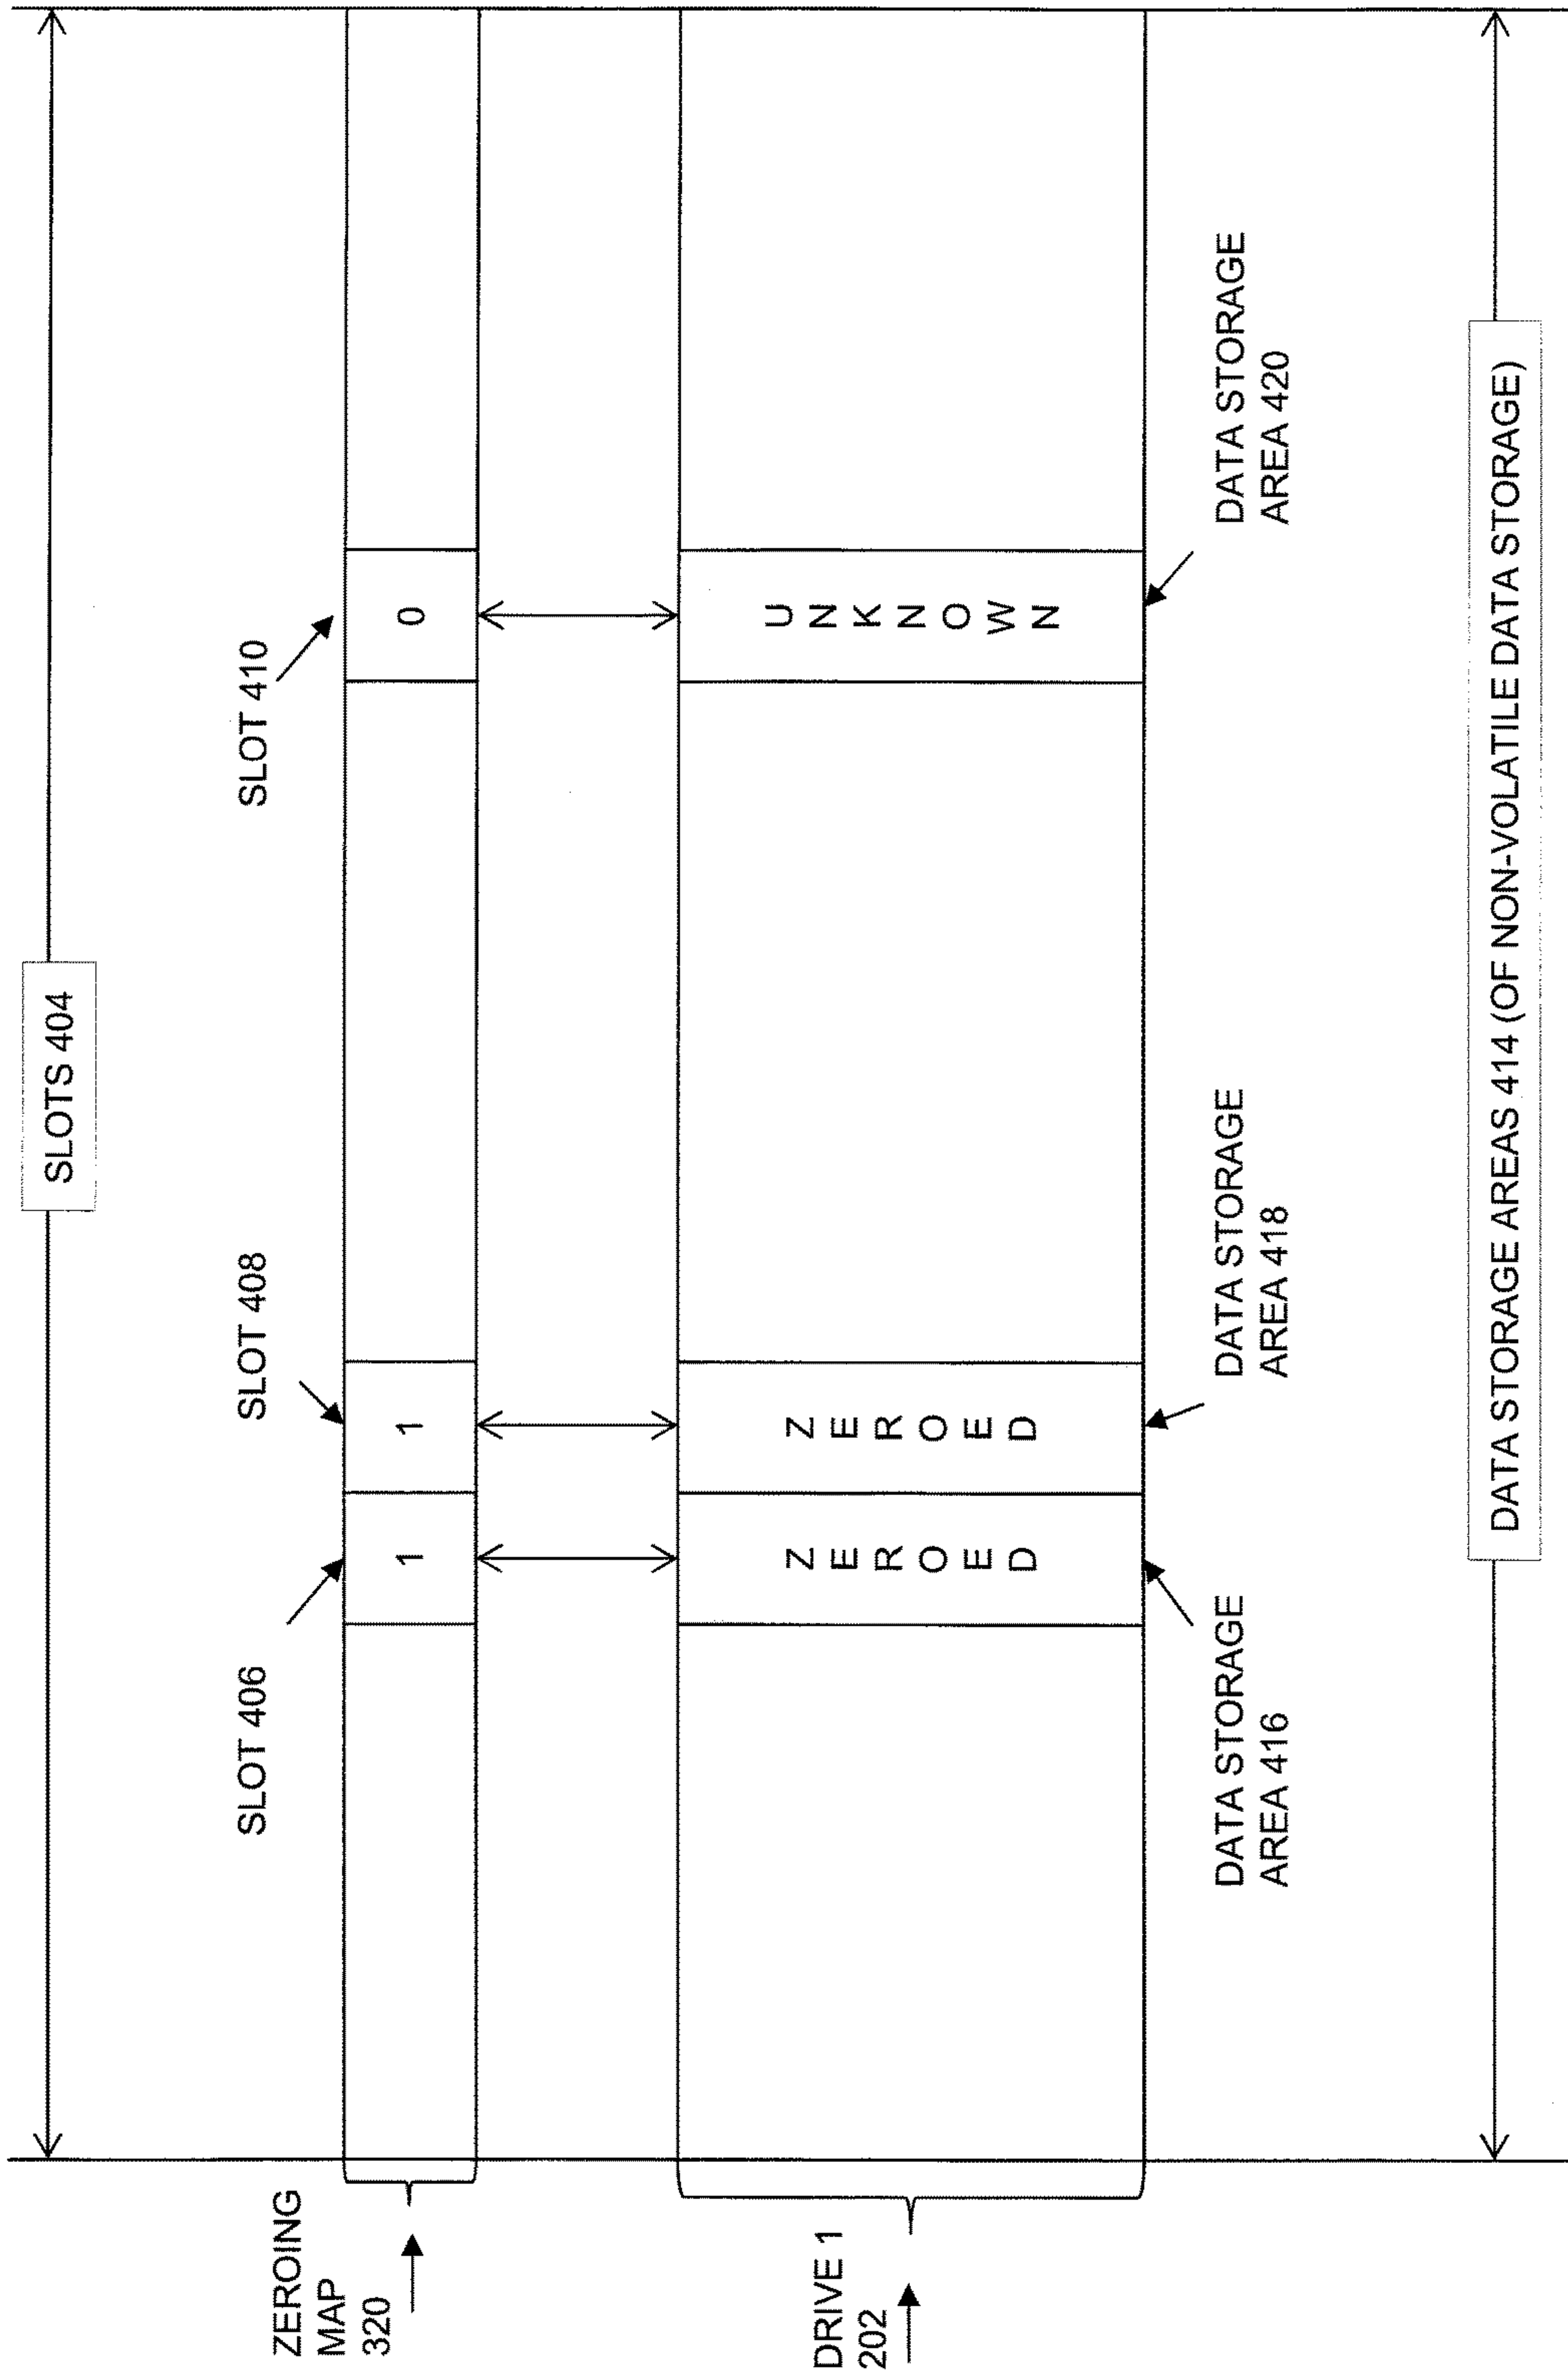 SLOTS 404
SLOT 406
SLOT 408
SLOT 410
ZEROING
MAP
320
1
1
0
DRIVE 1
202
ZEROED
ZEROED
UNKNOWN
DATA STORAGE
AREA 416
DATA STORAGE
AREA 418
DATA STORAGE
AREA 420
DATA STORAGE AREAS 414 (OF NON-VOLATILE DATA STORAGE)